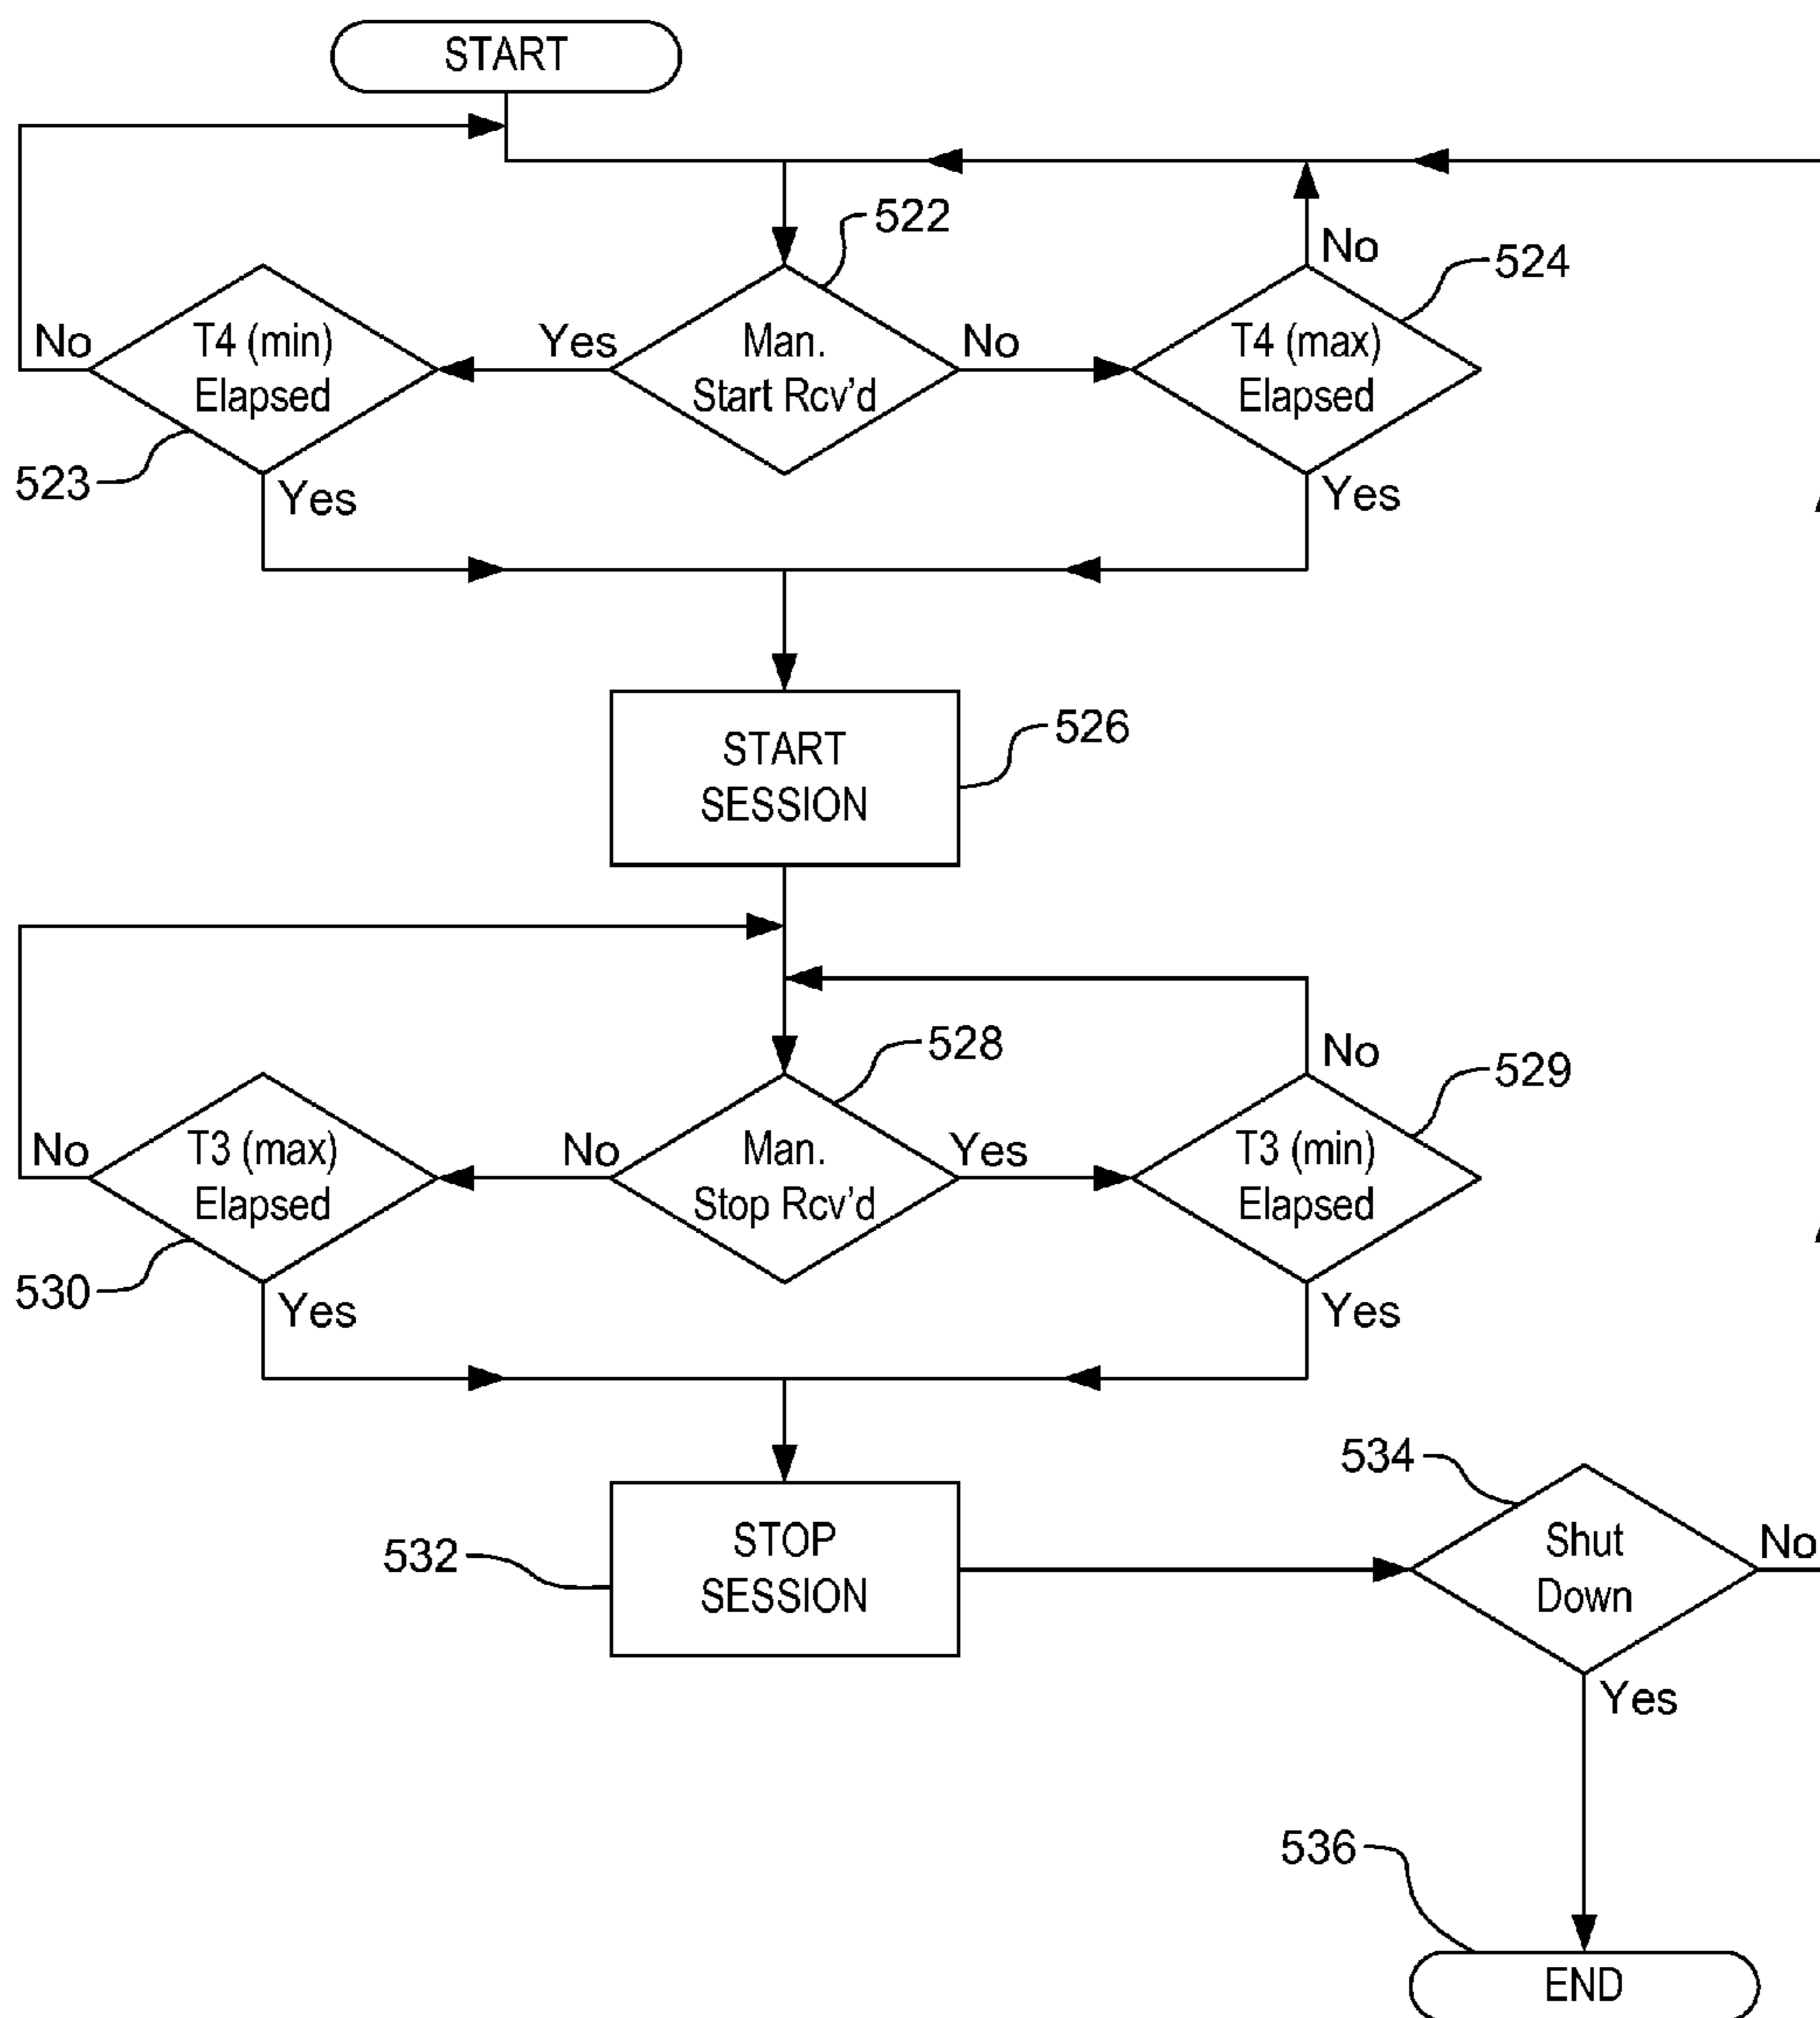 START
522
No
524
No
T4 (min)
Elapsed
Yes
Man.
Start Rcv'd
No
T4 (max)
Elapsed
523
Yes
Yes
START
SESSION
526
528
No
529
No
T3 (max)
Elapsed
No
Man.
Stop Rcv'd
Yes
T3 (min)
Elapsed
530
Yes
Yes
534
532
STOP
SESSION
Shut
Down
No
Yes
536
END